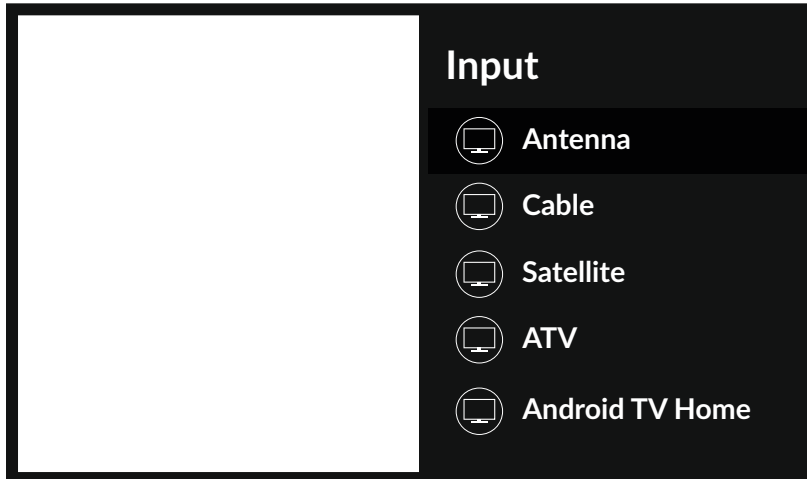 Input
Antenna
Cable
Satellite
ATV
Android TV Home